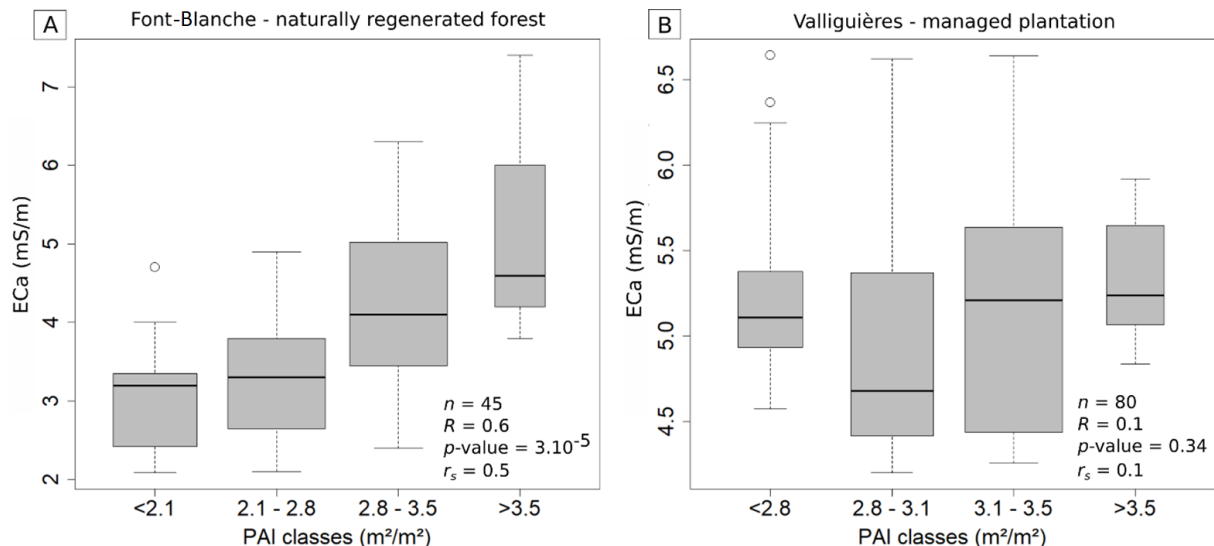 A
Font-Blanche - naturally regenerated forest
ECa (mS/m)
7
6
5
4
3
2
n = 45
R = 0.6
p-value = 3.10⁻⁵
rₛ = 0.5
<2.1
2.1 - 2.8
2.8 - 3.5
>3.5
PAI classes (m²/m²)
B
Valliguières - managed plantation
ECa (mS/m)
6.5
6.0
5.5
5.0
4.5
n = 80
R = 0.1
p-value = 0.34
rₛ = 0.1
<2.8
2.8 - 3.1
3.1 - 3.5
>3.5
PAI classes (m²/m²)